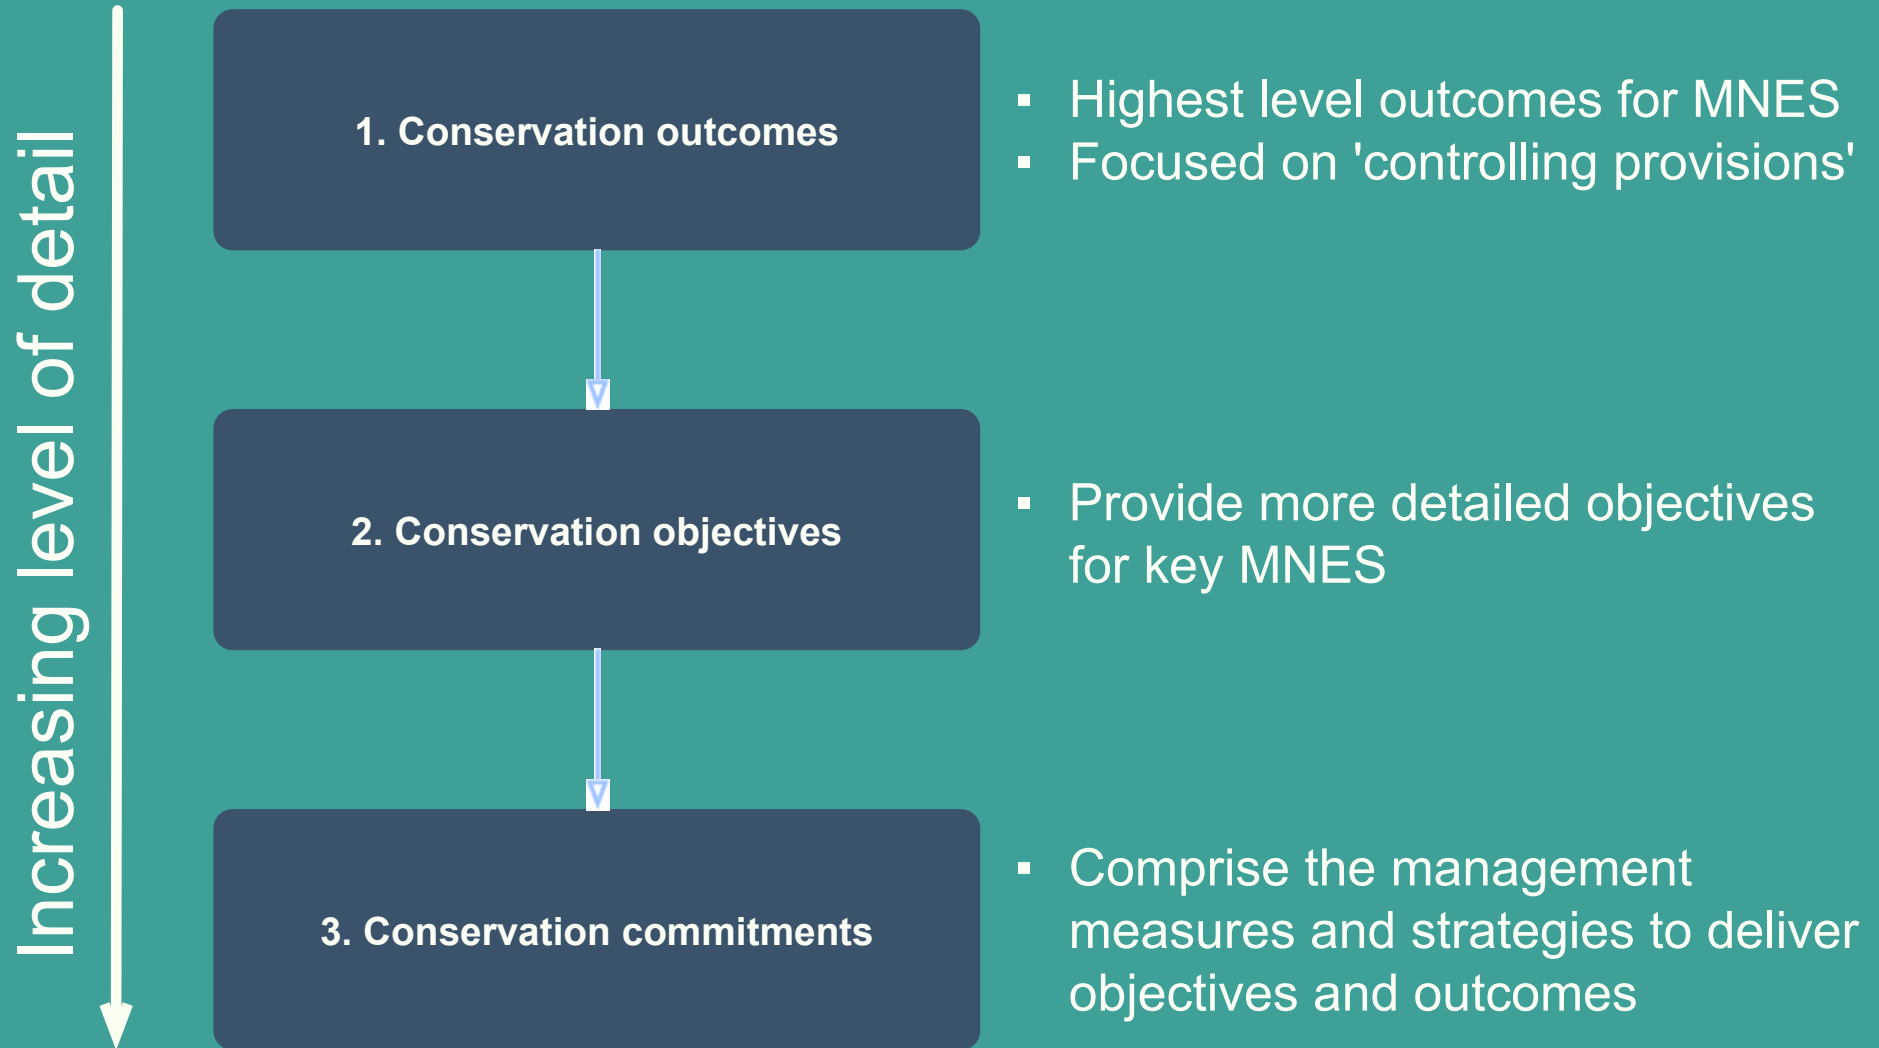 Increasing level of detail
1. Conservation outcomes
▪ Highest level outcomes for MNES
▪ Focused on 'controlling provisions'
2. Conservation objectives
▪ Provide more detailed objectives
for key MNES
3. Conservation commitments
▪ Comprise the management
measures and strategies to deliver
objectives and outcomes